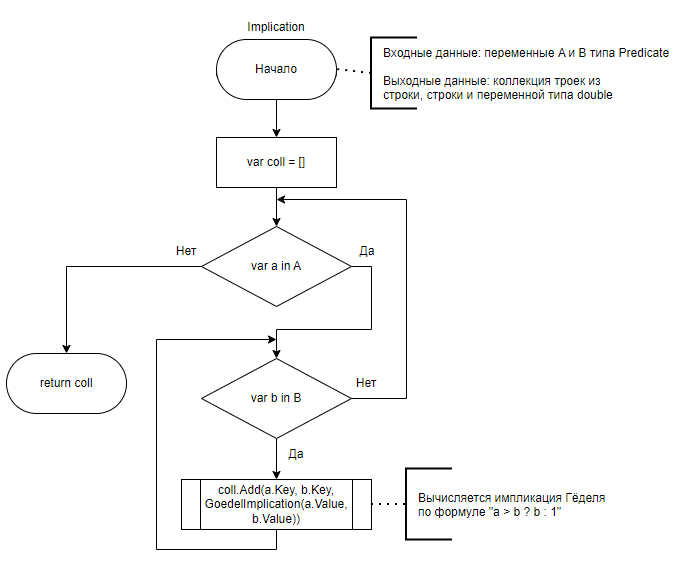 Implication
Начало
Входные данные: переменные A и B типа Predicate
Выходные данные: коллекция троек из
строки, строки и переменной типа double
var coll = []
Нет
Да
var a in A
return coll
var b in B
Нет
Да
coll.Add(a.Key, b.Key,
GoedelImplication(a.Value,
b.Value))
Вычисляется импликация Гёделя
по формуле "a > b ? b : 1"